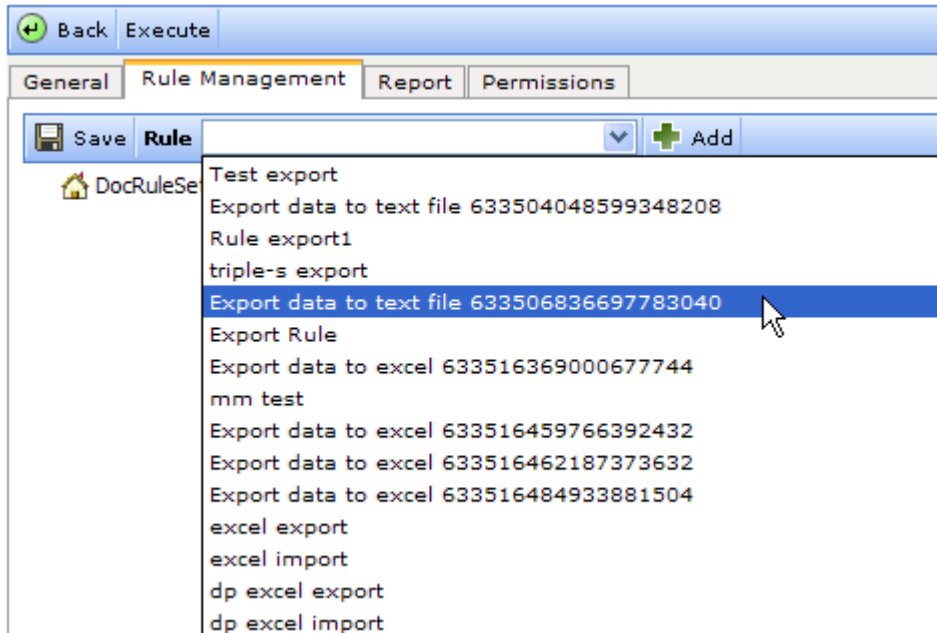 Back Execute
General Rule Management Report Permissions
Save Rule Add
DocRuleSe
Test export
Export data to text file 633504048599348208
Rule export1
triple-s export
Export data to text file 633506836697783040
Export Rule
Export data to excel 633516369000677744
mm test
Export data to excel 633516459766392432
Export data to excel 633516462187373632
Export data to excel 633516484933881504
excel export
excel import
dp excel export
dp excel import